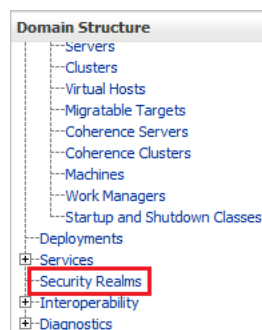 Domain Structure
Servers
Clusters
Virtual Hosts
Migratable Targets
Coherence Servers
Coherence Clusters
Machines
Work Managers
Startup and Shutdown Classes
Deployments
Services
Security Realms
Interoperability
Diagnostics